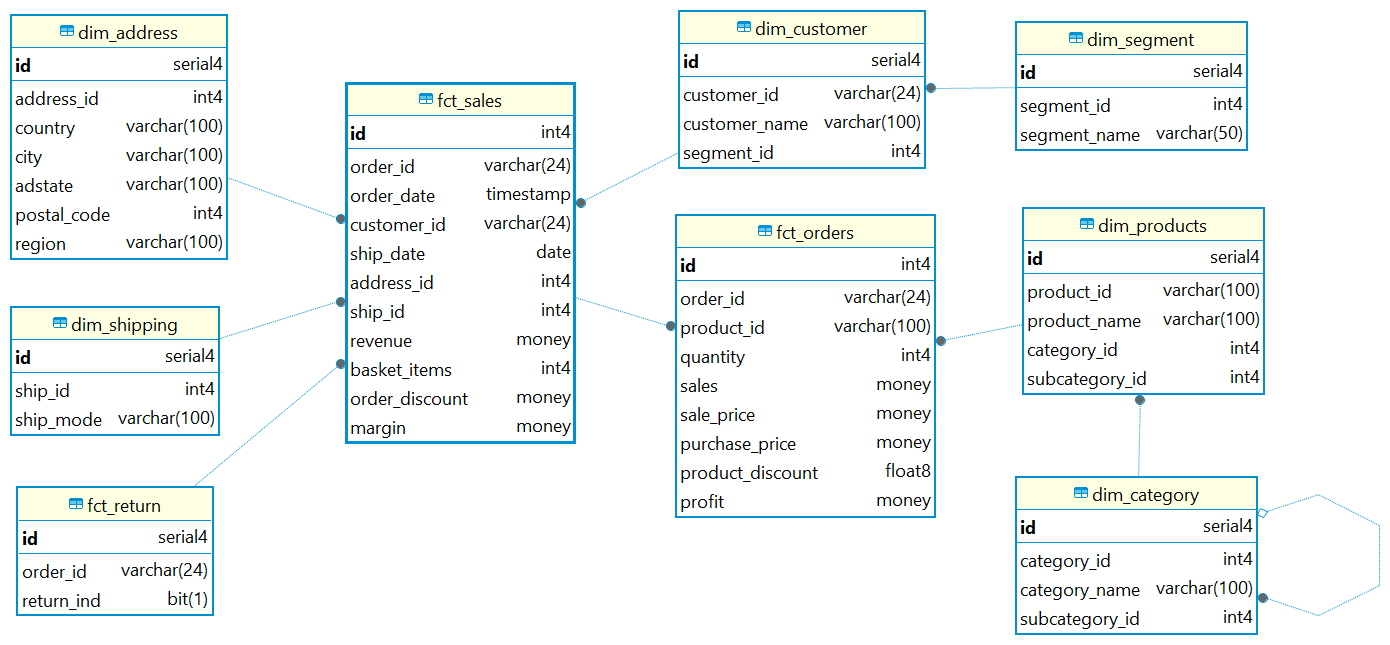 dim_address
id serial4
address_id int4
country varchar(100)
city varchar(100)
adstate varchar(100)
postal_code int4
region varchar(100)
dim_shipping
id serial4
ship_id int4
ship_mode varchar(100)
fct_return
id serial4
order_id varchar(24)
return_ind bit(1)
fct_sales
id int4
order_id varchar(24)
order_date timestamp
customer_id varchar(24)
ship_date date
address_id int4
ship_id int4
revenue money
basket_items int4
order_discount money
margin money
dim_customer
id serial4
customer_id varchar(24)
customer_name varchar(100)
segment_id int4
fct_orders
id int4
order_id varchar(24)
product_id varchar(100)
quantity int4
sales money
sale_price money
purchase_price money
product_discount float8
profit money
dim_segment
id serial4
segment_id int4
segment_name varchar(50)
dim_products
id serial4
product_id varchar(100)
product_name varchar(100)
category_id int4
subcategory_id int4
dim_category
id serial4
category_id int4
category_name varchar(100)
subcategory_id int4